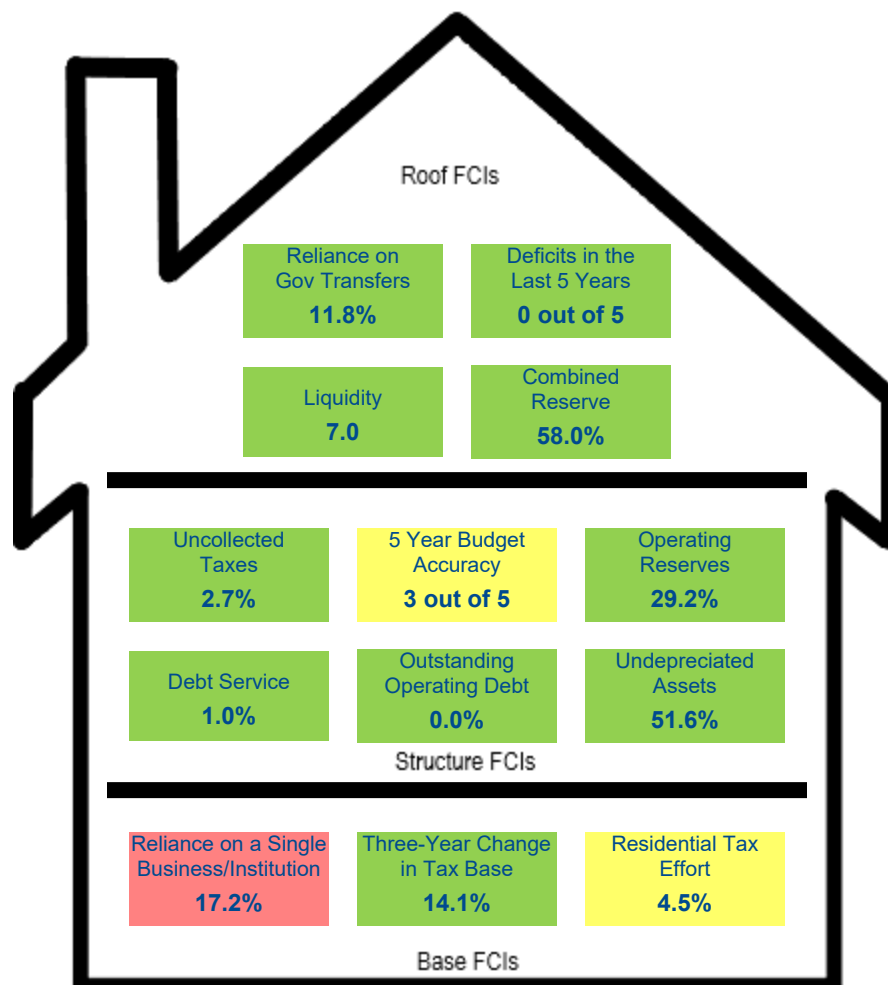 Roof FCIs
Reliance on
Gov Transfers
11.8%
Deficits in the
Last 5 Years
0 out of 5
Liquidity
7.0
Combined
Reserve
58.0%
Uncollected
Taxes
2.7%
5 Year Budget
Accuracy
3 out of 5
Operating
Reserves
29.2%
Debt Service
1.0%
Outstanding
Operating Debt
0.0%
Undepreciated
Assets
51.6%
Structure FCIs
Reliance on a Single
Business/Institution
17.2%
Three-Year Change
in Tax Base
14.1%
Residential Tax
Effort
4.5%
Base FCIs